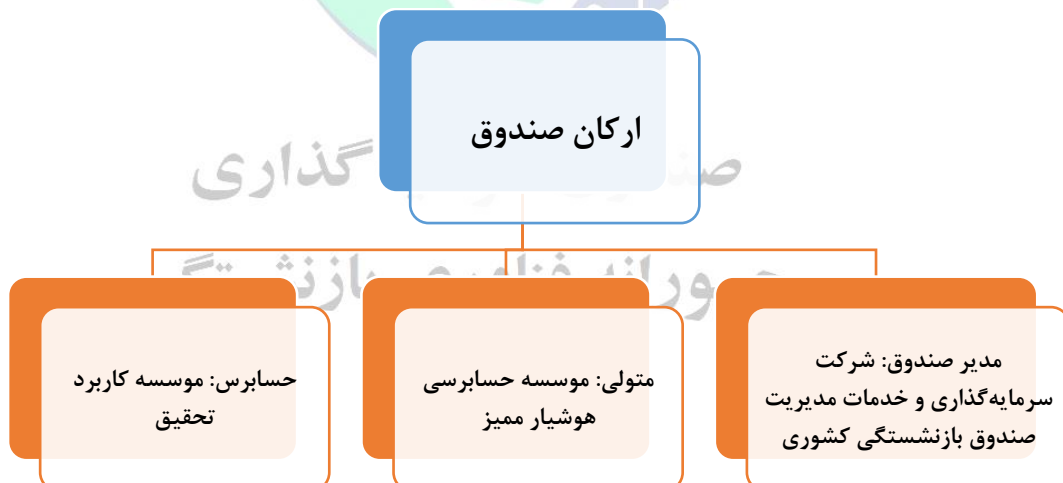 ارکان صندوق
گذاری
مدیر صندوق: شرکت
سرمایه‌گذاری و خدمات مدیریت
صندوق بازنشستگی کشوری
متولی: موسسه حسابرسی
هوشیار ممیز
حسابرس: موسسه کاربرد
تحقیق